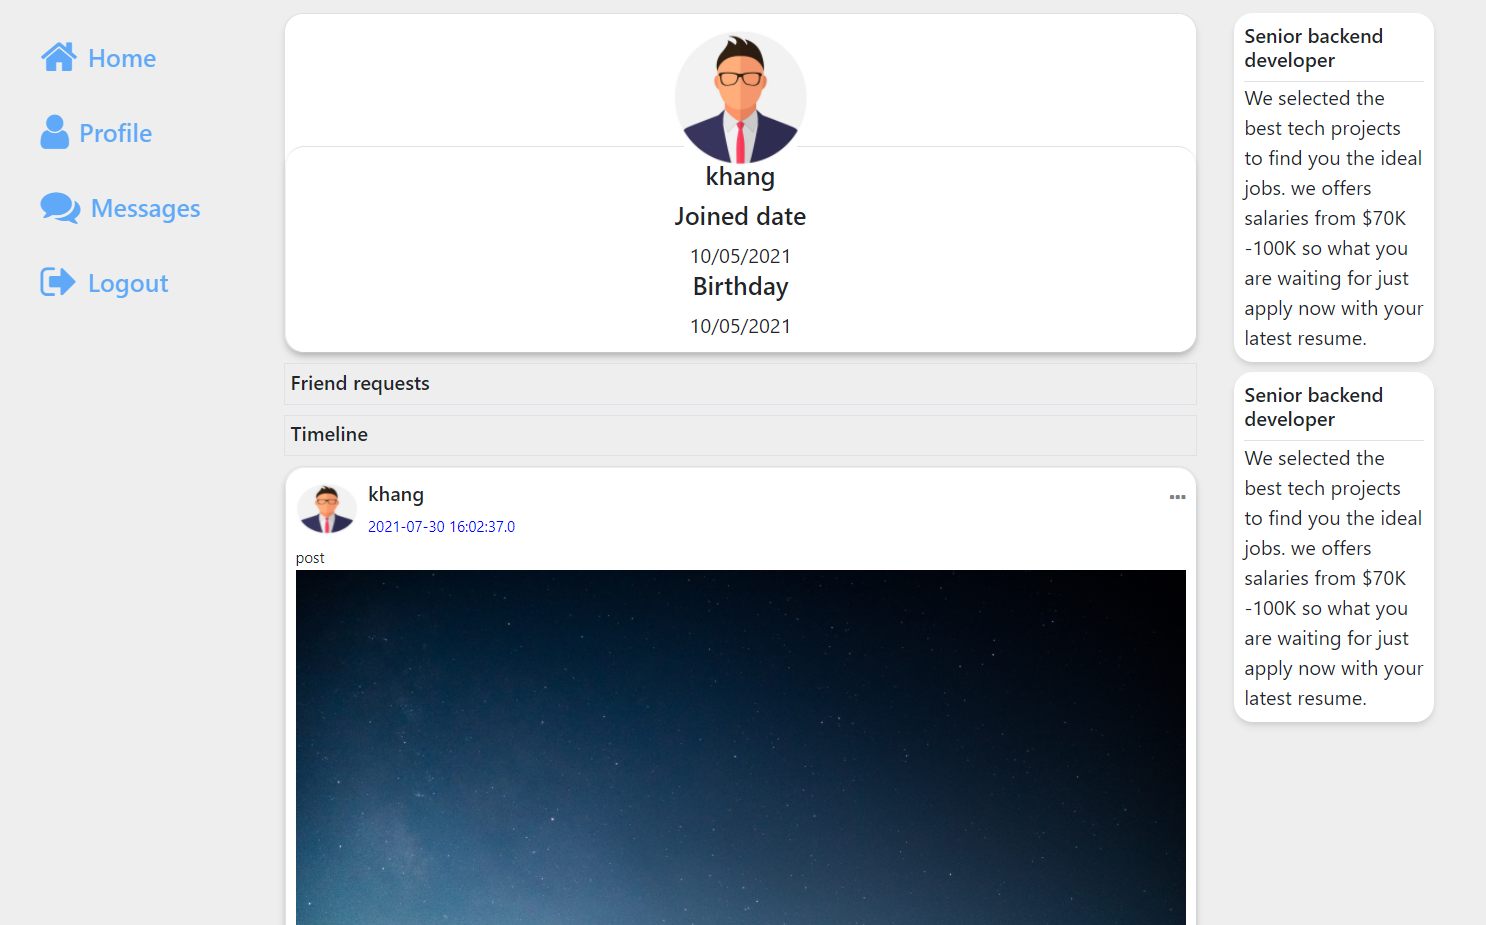 Home
Profile
Messages
Logout
khang
Joined date
10/05/2021
Birthday
10/05/2021
Friend requests
Timeline
khang
2021-07-30 16:02:37.0
post
Senior backend
developer
We selected the
best tech projects
to find you the ideal
jobs. we offers
salaries from $70K
-100K so what you
are waiting for just
apply now with your
latest resume.
Senior backend
developer
We selected the
best tech projects
to find you the ideal
jobs. we offers
salaries from $70K
-100K so what you
are waiting for just
apply now with your
latest resume.